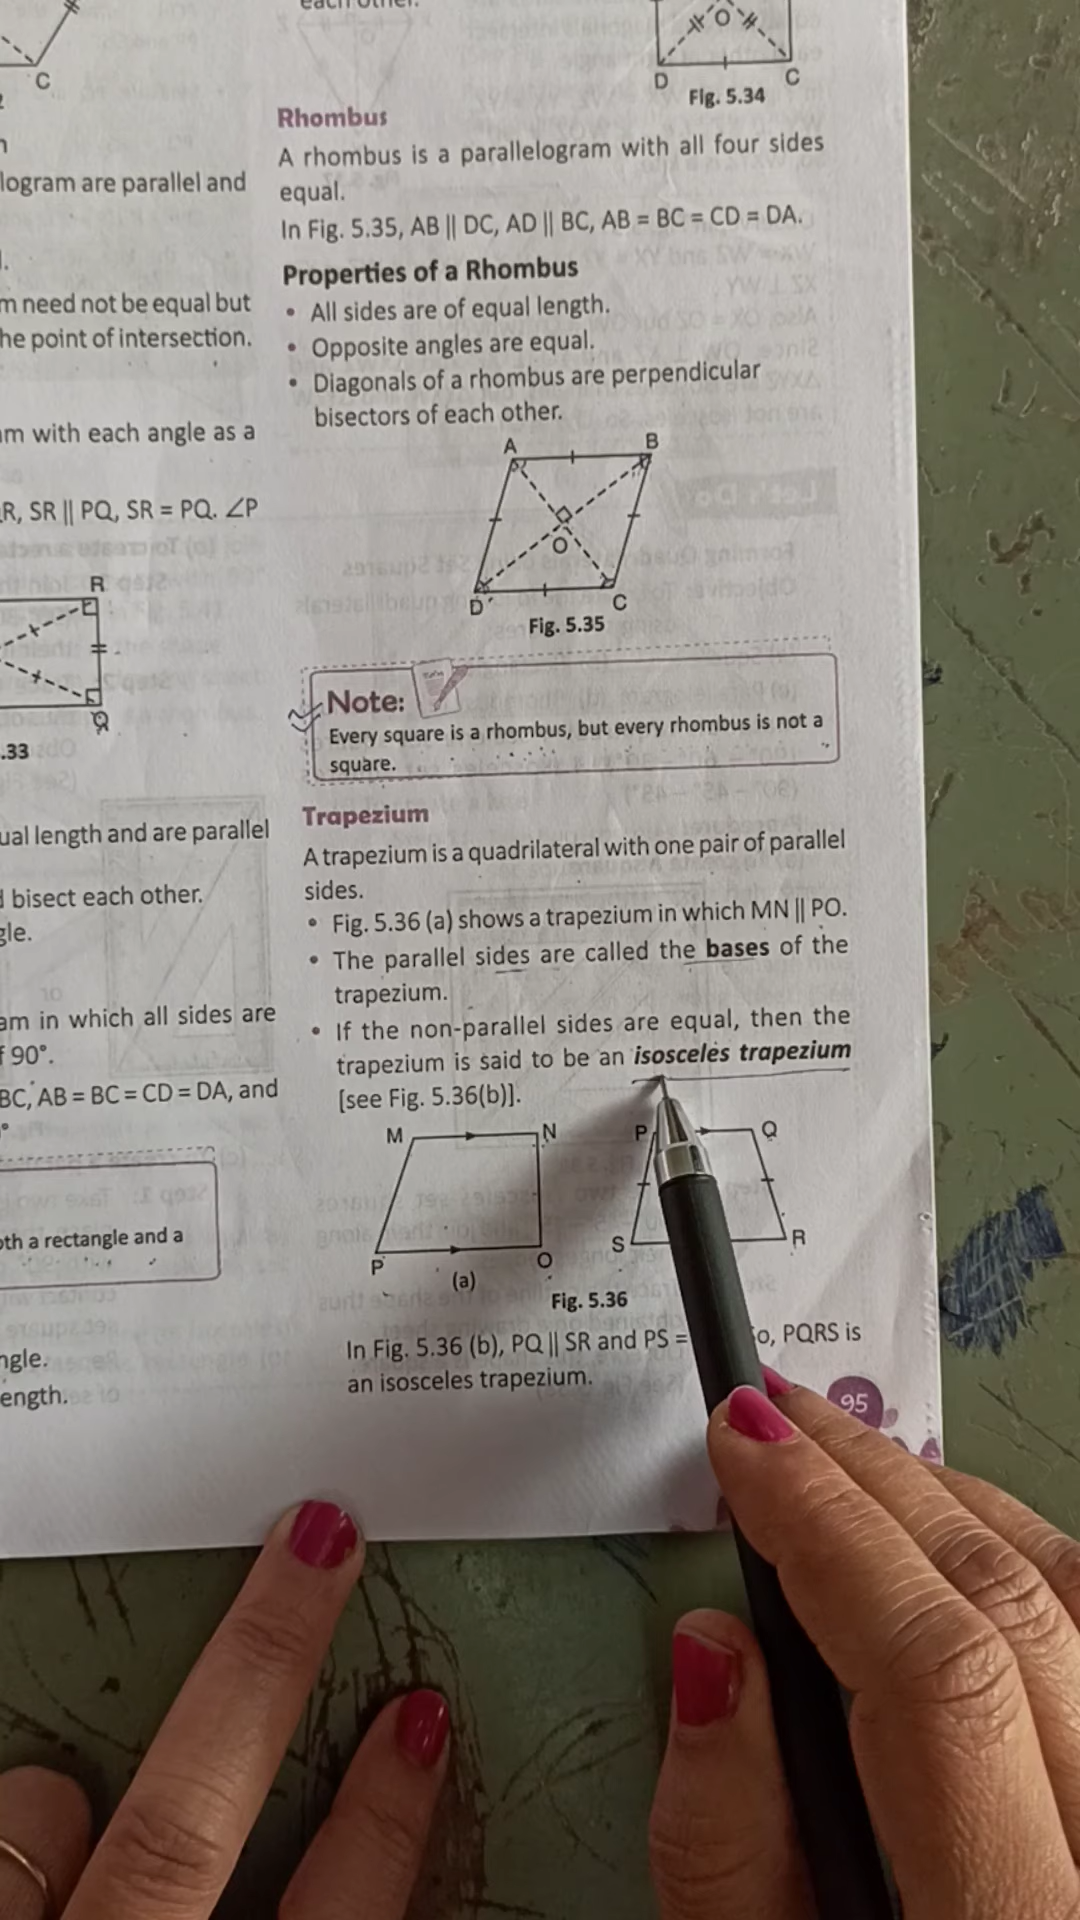 each other.
C
logram are parallel and
m need not be equal but
he point of intersection.
am with each angle as a
R, SR || PQ, SR = PQ. ∠P
R
Q
.33
ual length and are parallel
bisect each other.
gle.
am in which all sides are
90°.
BC, AB = BC = CD = DA, and
oth a rectangle and a
ngle.
ength.
O
D C
Fig. 5.34
Rhombus
A rhombus is a parallelogram with all four sides
equal.
In Fig. 5.35, AB || DC, AD || BC, AB = BC = CD = DA.
Properties of a Rhombus
• All sides are of equal length.
• Opposite angles are equal.
• Diagonals of a rhombus are perpendicular
bisectors of each other.
A B
O
D C
Fig. 5.35
Note:
Every square is a rhombus, but every rhombus is not a
square.
Trapezium
A trapezium is a quadrilateral with one pair of parallel
sides.
• Fig. 5.36 (a) shows a trapezium in which MN || PO.
• The parallel sides are called the bases of the
trapezium.
• If the non-parallel sides are equal, then the
trapezium is said to be an isosceles trapezium
[see Fig. 5.36(b)].
M N P Q
P O S R
(a)
Fig. 5.36
In Fig. 5.36 (b), PQ || SR and PS = o, PQRS is
an isosceles trapezium.
95